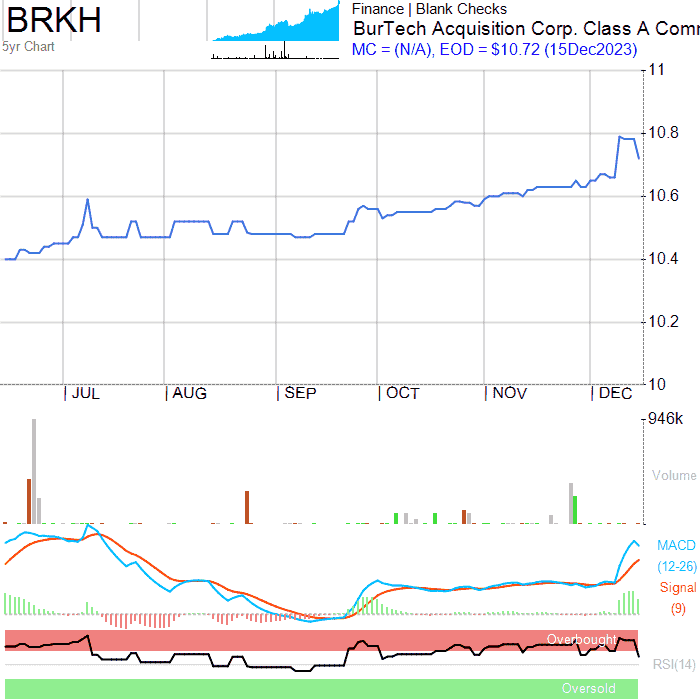 BRKH
5yr Chart
Finance | Blank Checks
BurTech Acquisition Corp. Class A Comm
MC = (N/A), EOD = $10.72 (15Dec2023)
11
10.8
10.6
10.4
10.2
10
JUL AUG SEP OCT NOV DEC
946k
Volume
MACD
(12-26)
Signal
(9)
Overbought
RSI(14)
Oversold